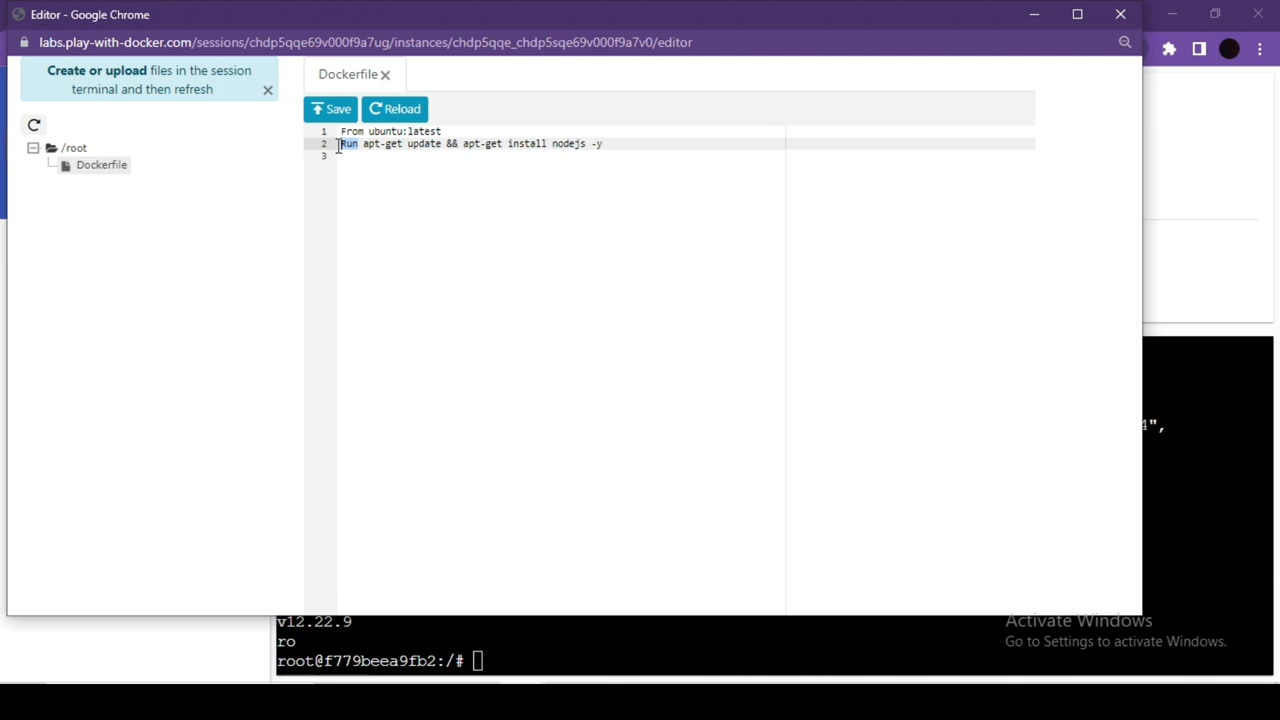 Editor - Google Chrome
labs.play-with-docker.com/sessions/chdp5qqe69v000f9a7ug/instances/chdp5qqe_chdp5sqe69v000f9a7v0/editor
Create or upload files in the session
terminal and then refresh
Dockerfile
Save Reload
/root
Dockerfile
1 From ubuntu:latest
2 Run apt-get update && apt-get install nodejs -y
3
",
v12.22.9
ro
root@f779beea9fb2:/#
Activate Windows
Go to Settings to activate Windows.